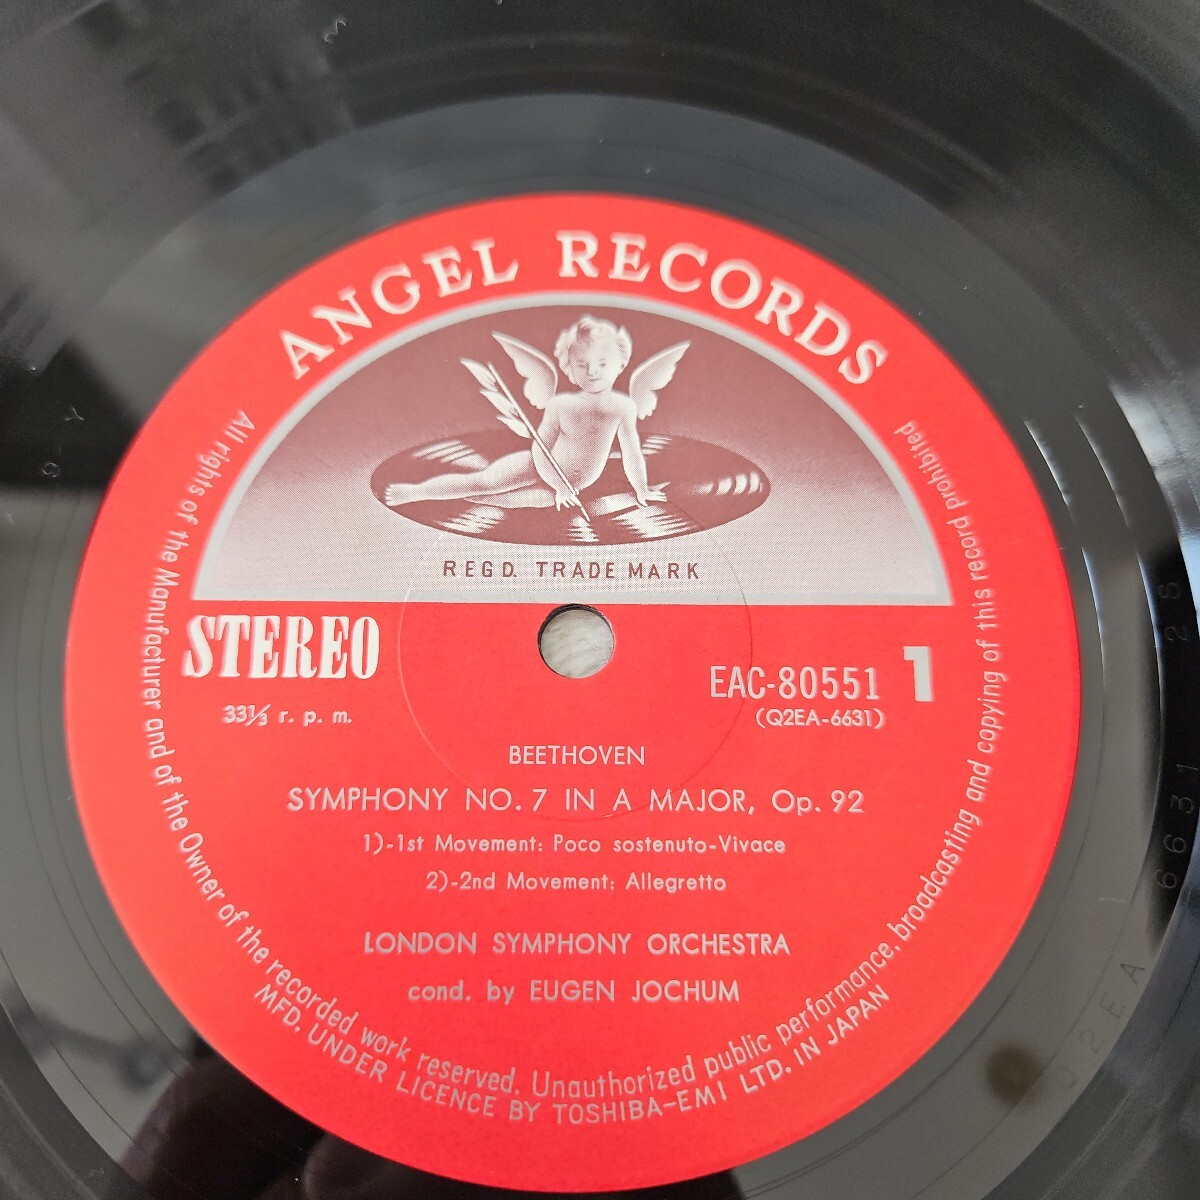 ANGEL RECORDS
REGD. TRADE MARK
STEREO
33⅓ r. p. m.
EAC-80551 1
(Q2EA-6631)
BEETHOVEN
SYMPHONY NO. 7 IN A MAJOR, Op. 92
1)-1st Movement: Poco sostenuto-Vivace
2)-2nd Movement: Allegretto
LONDON SYMPHONY ORCHESTRA
cond. by EUGEN JOCHUM
All rights of the Manufacturer and of the Owner of the recorded work reserved. Unauthorized public performance, broadcasting and copying of this record prohibited
MFD. UNDER LICENCE BY TOSHIBA-EMI LTD. IN JAPAN
Q2EA 6631 2S